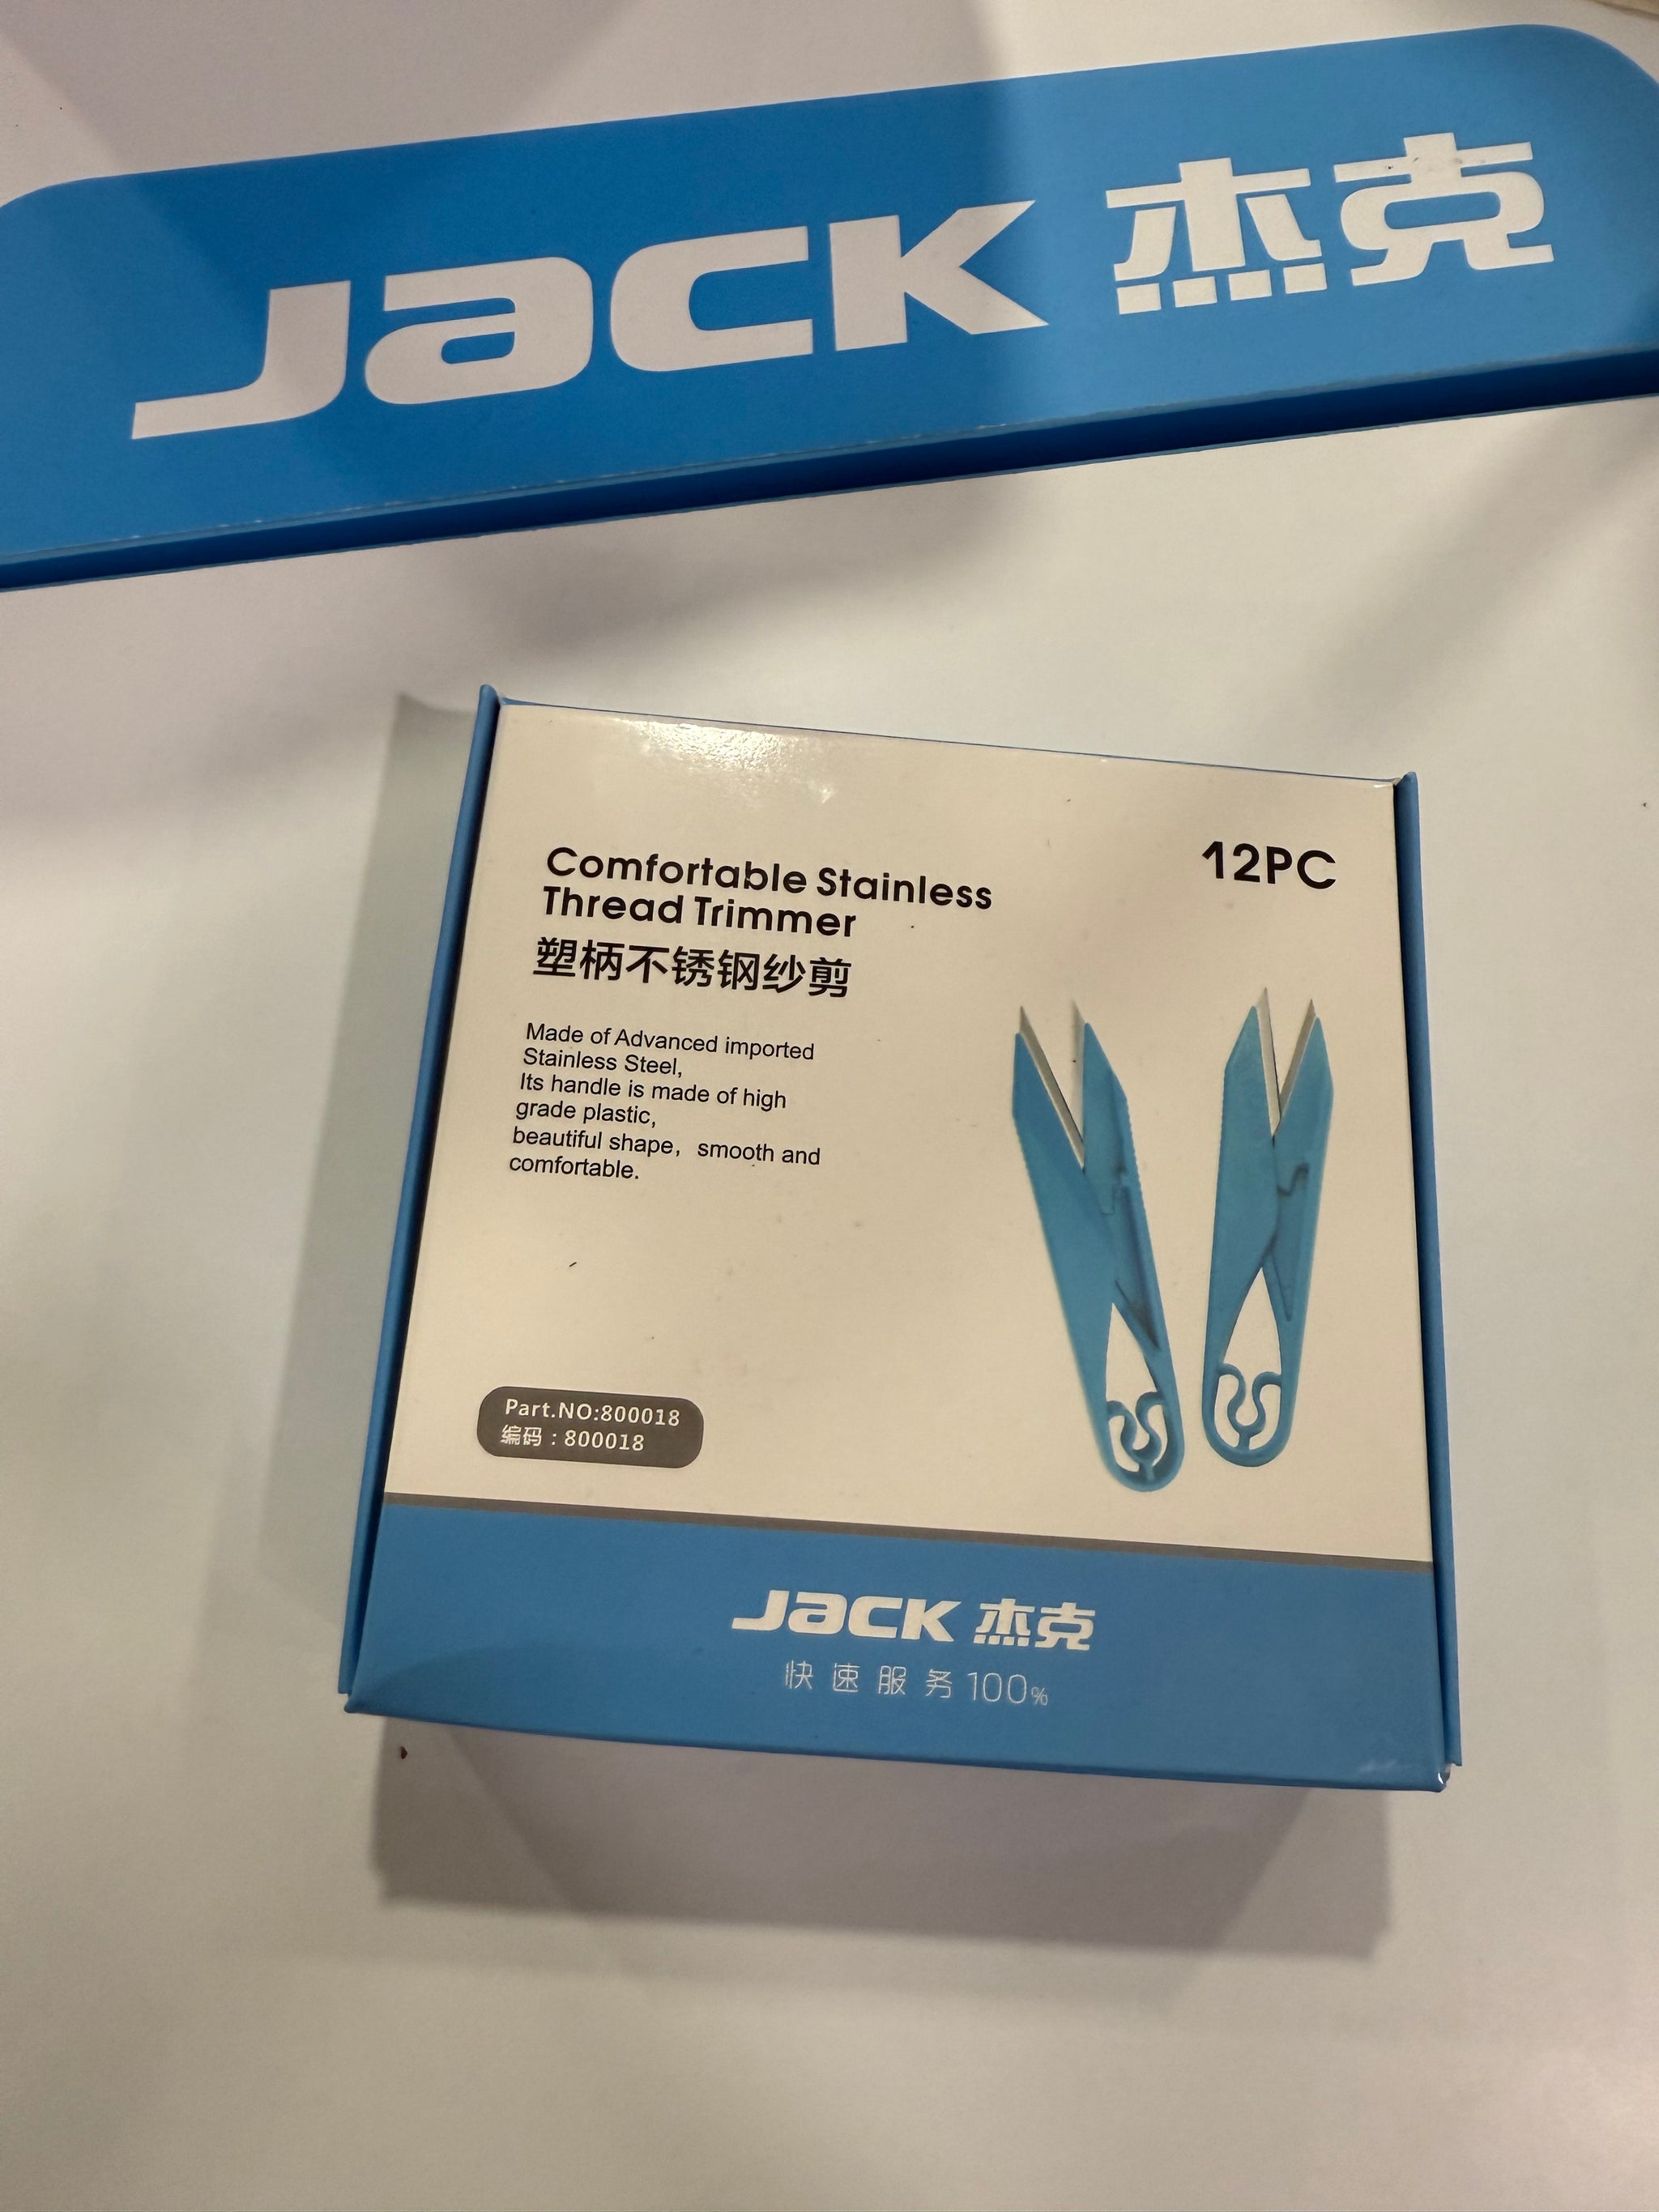 JACK 杰克
Comfortable Stainless
Thread Trimmer
12PC
塑柄不锈钢纱剪
Made of Advanced imported
Stainless Steel,
Its handle is made of high
grade plastic,
beautiful shape，smooth and
comfortable.
Part.NO:800018
编码：800018
JACK 杰克
快速服务100%